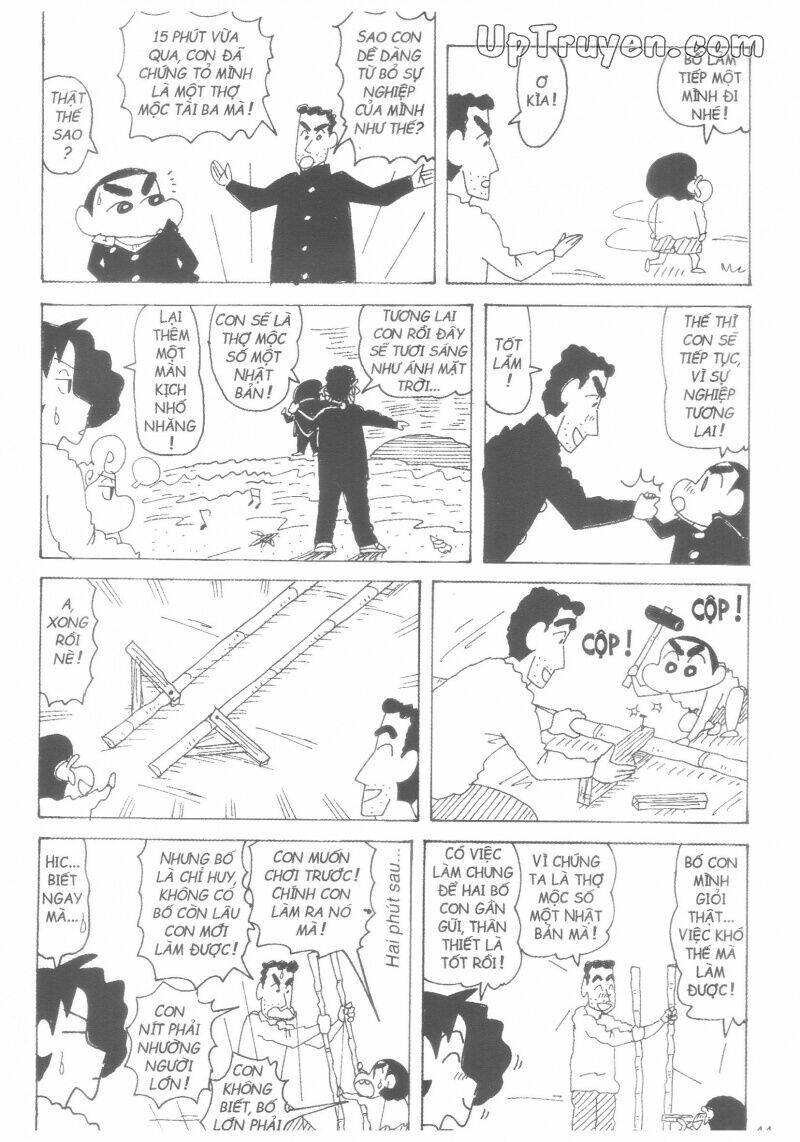 UpTruyen.com
BỐ LÀM
TIẾP MỘT
MÌNH ĐI
NHÉ!
Ơ
KÌA!
SAO CON
DỄ DÀNG
TỪ BỎ SỰ
NGHIỆP
CỦA MÌNH
NHƯ THẾ?
15 PHÚT VỪA
QUA, CON ĐÃ
CHỨNG TỎ MÌNH
LÀ MỘT THỢ
MỘC TÀI BA MÀ!
THẬT
THẾ
SAO
?
THẾ THÌ
CON SẼ
TIẾP TỤC,
VÌ SỰ
NGHIỆP
TƯƠNG
LAI!
TỐT
LẮM
!
TƯƠNG LAI
CON RỒI ĐÂY
SẼ TƯƠI SÁNG
NHƯ ÁNH MẶT
TRỜI...
CON SẼ LÀ
THỢ MỘC
SỐ MỘT
NHẬT
BẢN!
LẠI
THÊM
MỘT
MÀN
KỊCH
NHỐ
NHĂNG
!
CỘP!
CỘP!
A,
XONG
RỒI
NÈ!
BỐ CON
MÌNH
GIỎI
THẬT...
VIỆC KHÓ
THẾ MÀ
LÀM
ĐƯỢC!
VÌ CHÚNG
TA LÀ THỢ
MỘC SỐ
MỘT NHẬT
BẢN MÀ!
CÓ VIỆC
LÀM CHUNG
ĐỂ HAI BỐ
CON GẦN
GŨI, THÂN
THIẾT LÀ
TỐT RỒI!
Hai phút sau...
CON MUỐN
CHƠI TRƯỚC!
CHÍNH CON
LÀM RA NÓ
MÀ!
NHƯNG BỐ
LÀ CHỈ HUY,
KHÔNG CÓ
BỐ CÒN LÂU
CON MỚI
LÀM ĐƯỢC!
CON
KHÔNG
BIẾT, BỐ
LỚN PHẢI
CON
NÍT PHẢI
NHƯỜNG
NGƯỜI
LỚN!
HIC...
BIẾT
NGAY
MÀ...